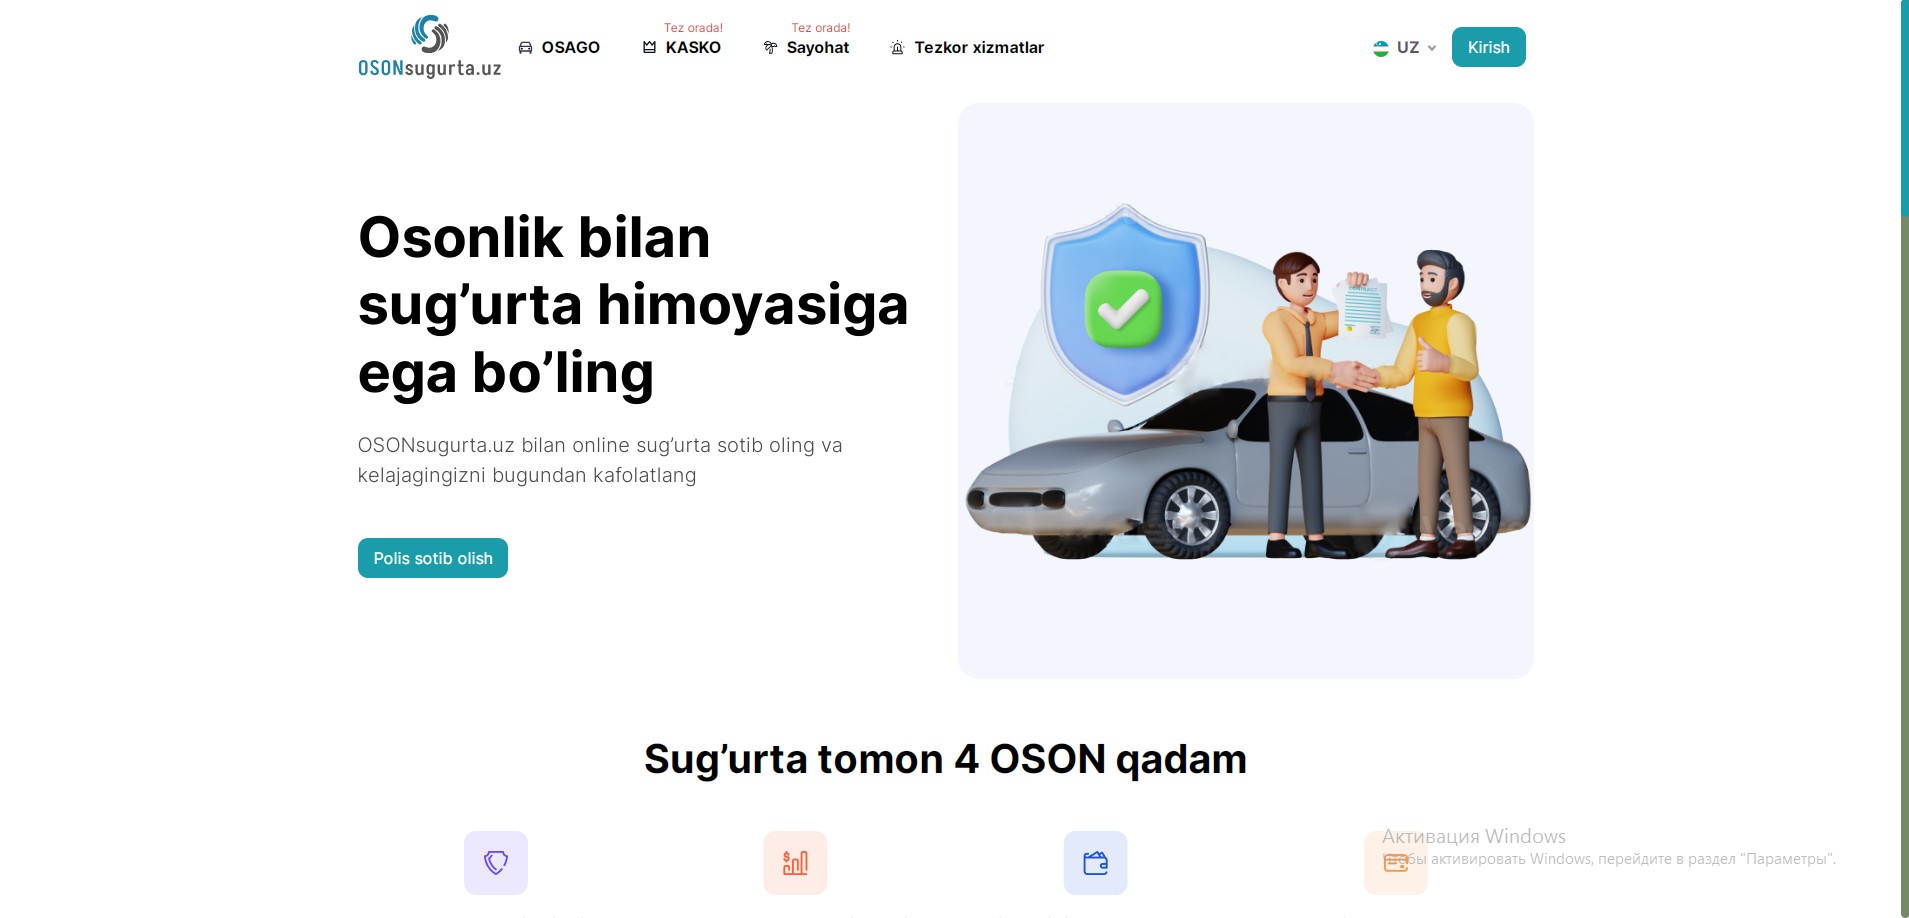 Tez orada!
Tez orada!
OSAGO
KASKO
Sayohat
Tezkor xizmatlar
UZ
Kirish
OSONsugurta.uz
Osonlik bilan
sug’urta himoyasiga
ega bo’ling
CONTRACT
OSONsugurta.uz bilan online sug’urta sotib oling va
kelajagingizni bugundan kafolatlang
Polis sotib olish
Sug’urta tomon 4 OSON qadam
Активация Windows
Чтобы активировать Windows, перейдите в раздел "Параметры".